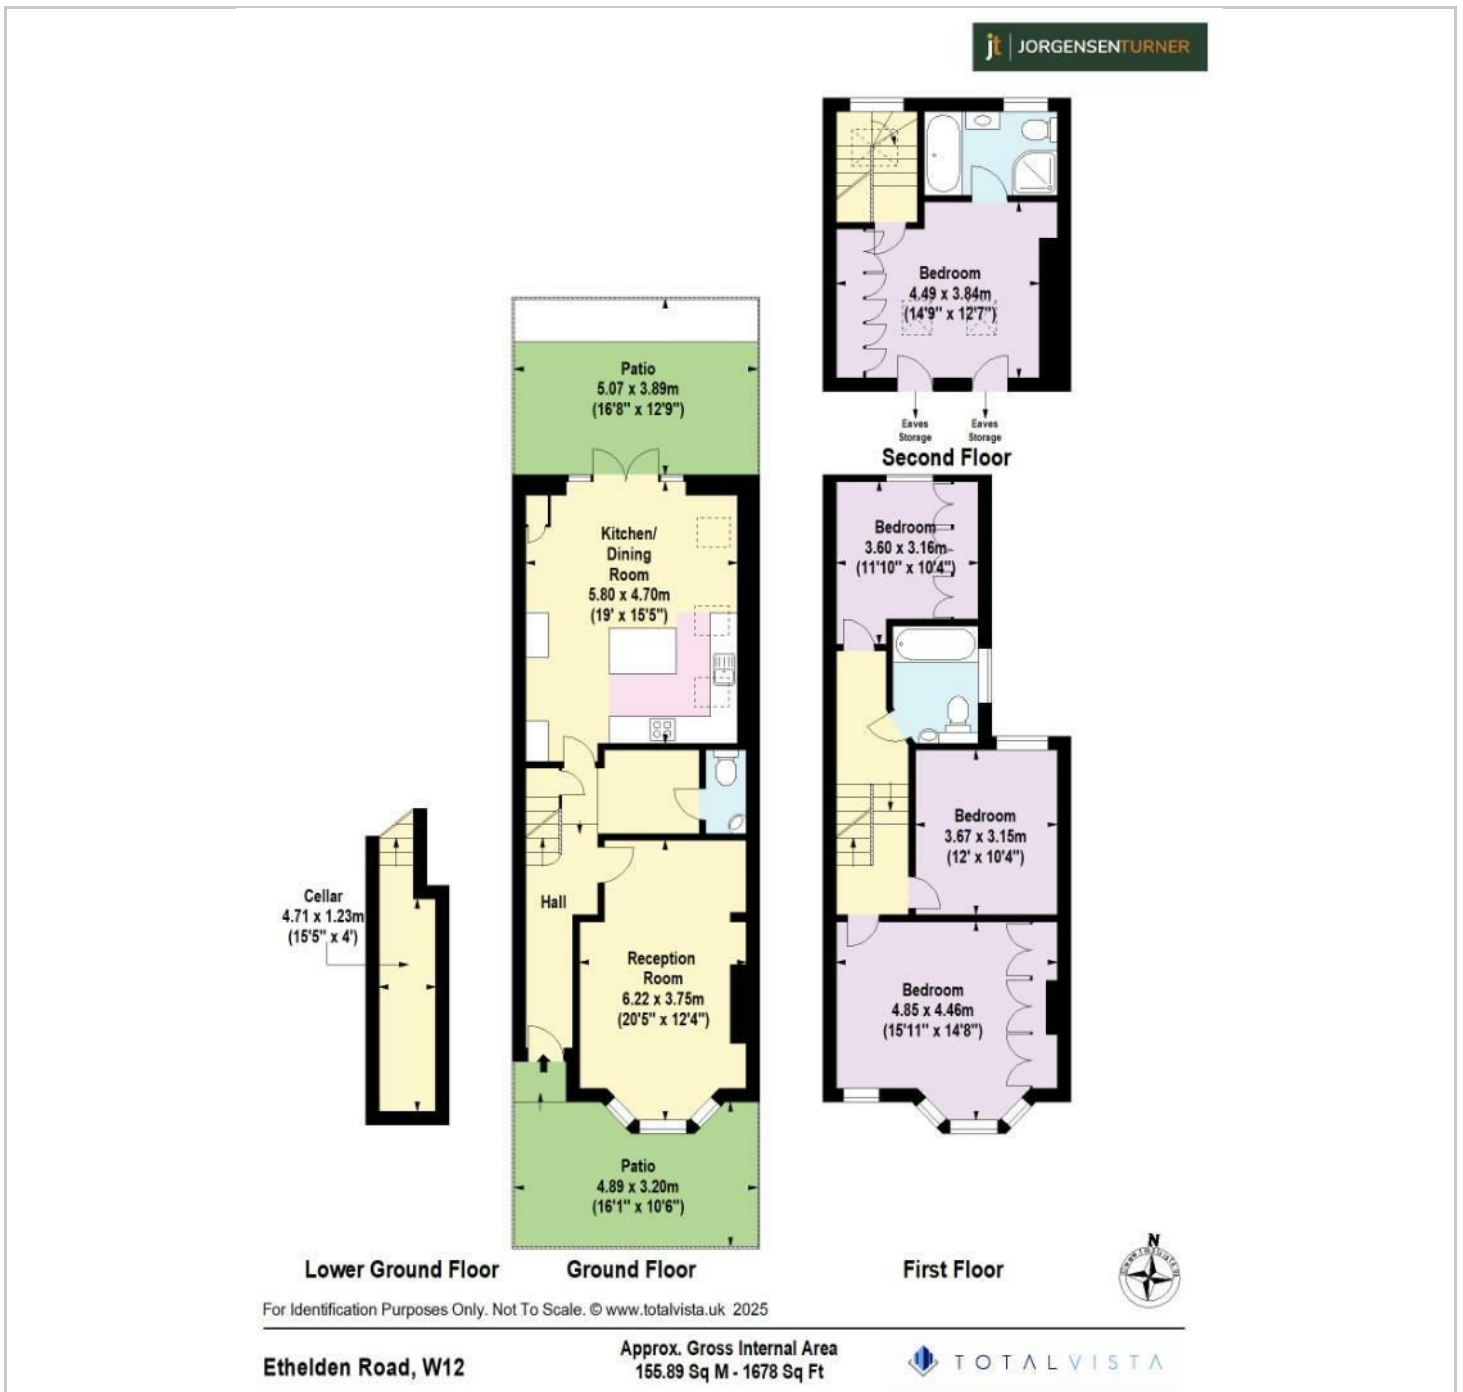 jt JORGENSENTURNER
Bedroom
4.49 x 3.84m
(14'9" x 12'7")
Eaves
Storage
Eaves
Storage
Second Floor
Patio
5.07 x 3.89m
(16'8" x 12'9")
Kitchen/
Dining
Room
5.80 x 4.70m
(19' x 15'5")
Bedroom
3.60 x 3.16m
(11'10" x 10'4")
Bedroom
3.67 x 3.15m
(12' x 10'4")
Cellar
4.71 x 1.23m
(15'5" x 4')
Hall
Reception
Room
6.22 x 3.75m
(20'5" x 12'4")
Bedroom
4.85 x 4.46m
(15'11" x 14'8")
Patio
4.89 x 3.20m
(16'1" x 10'6")
Lower Ground Floor
Ground Floor
First Floor
N
For Identification Purposes Only. Not To Scale. © www.totalvista.uk 2025
Ethelden Road, W12
Approx. Gross Internal Area
155.89 Sq M - 1678 Sq Ft
TOTALVISTA